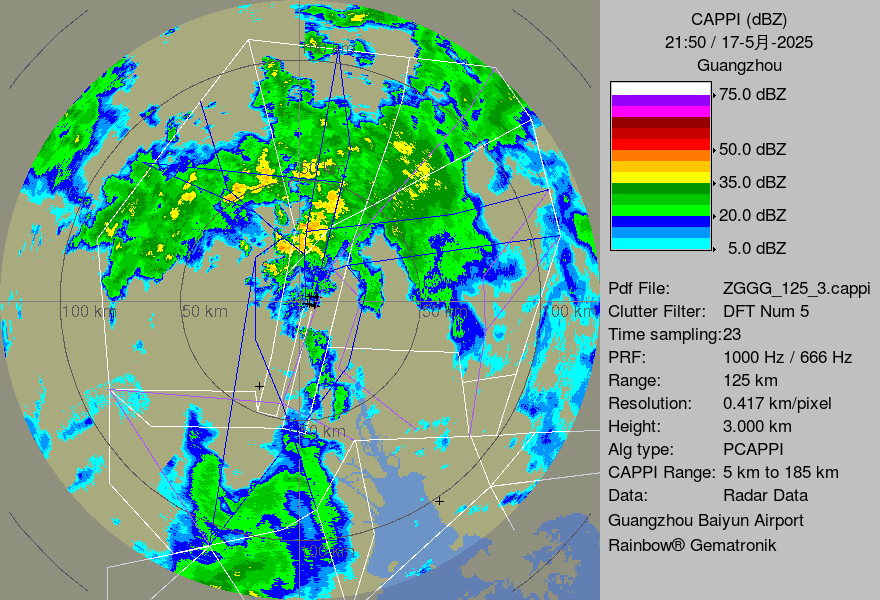 CAPPI (dBZ)
21:50 / 17-5月-2025
Guangzhou
75.0 dBZ
50.0 dBZ
35.0 dBZ
20.0 dBZ
5.0 dBZ
Pdf File: ZGGG_125_3.cappi
Clutter Filter: DFT Num 5
Time sampling:23
PRF: 1000 Hz / 666 Hz
Range: 125 km
Resolution: 0.417 km/pixel
Height: 3.000 km
Alg type: PCAPPI
CAPPI Range: 5 km to 185 km
Data: Radar Data
Guangzhou Baiyun Airport
Rainbow® Gematronik
100 km
50 km
50 km
100 km
50 km
100 km